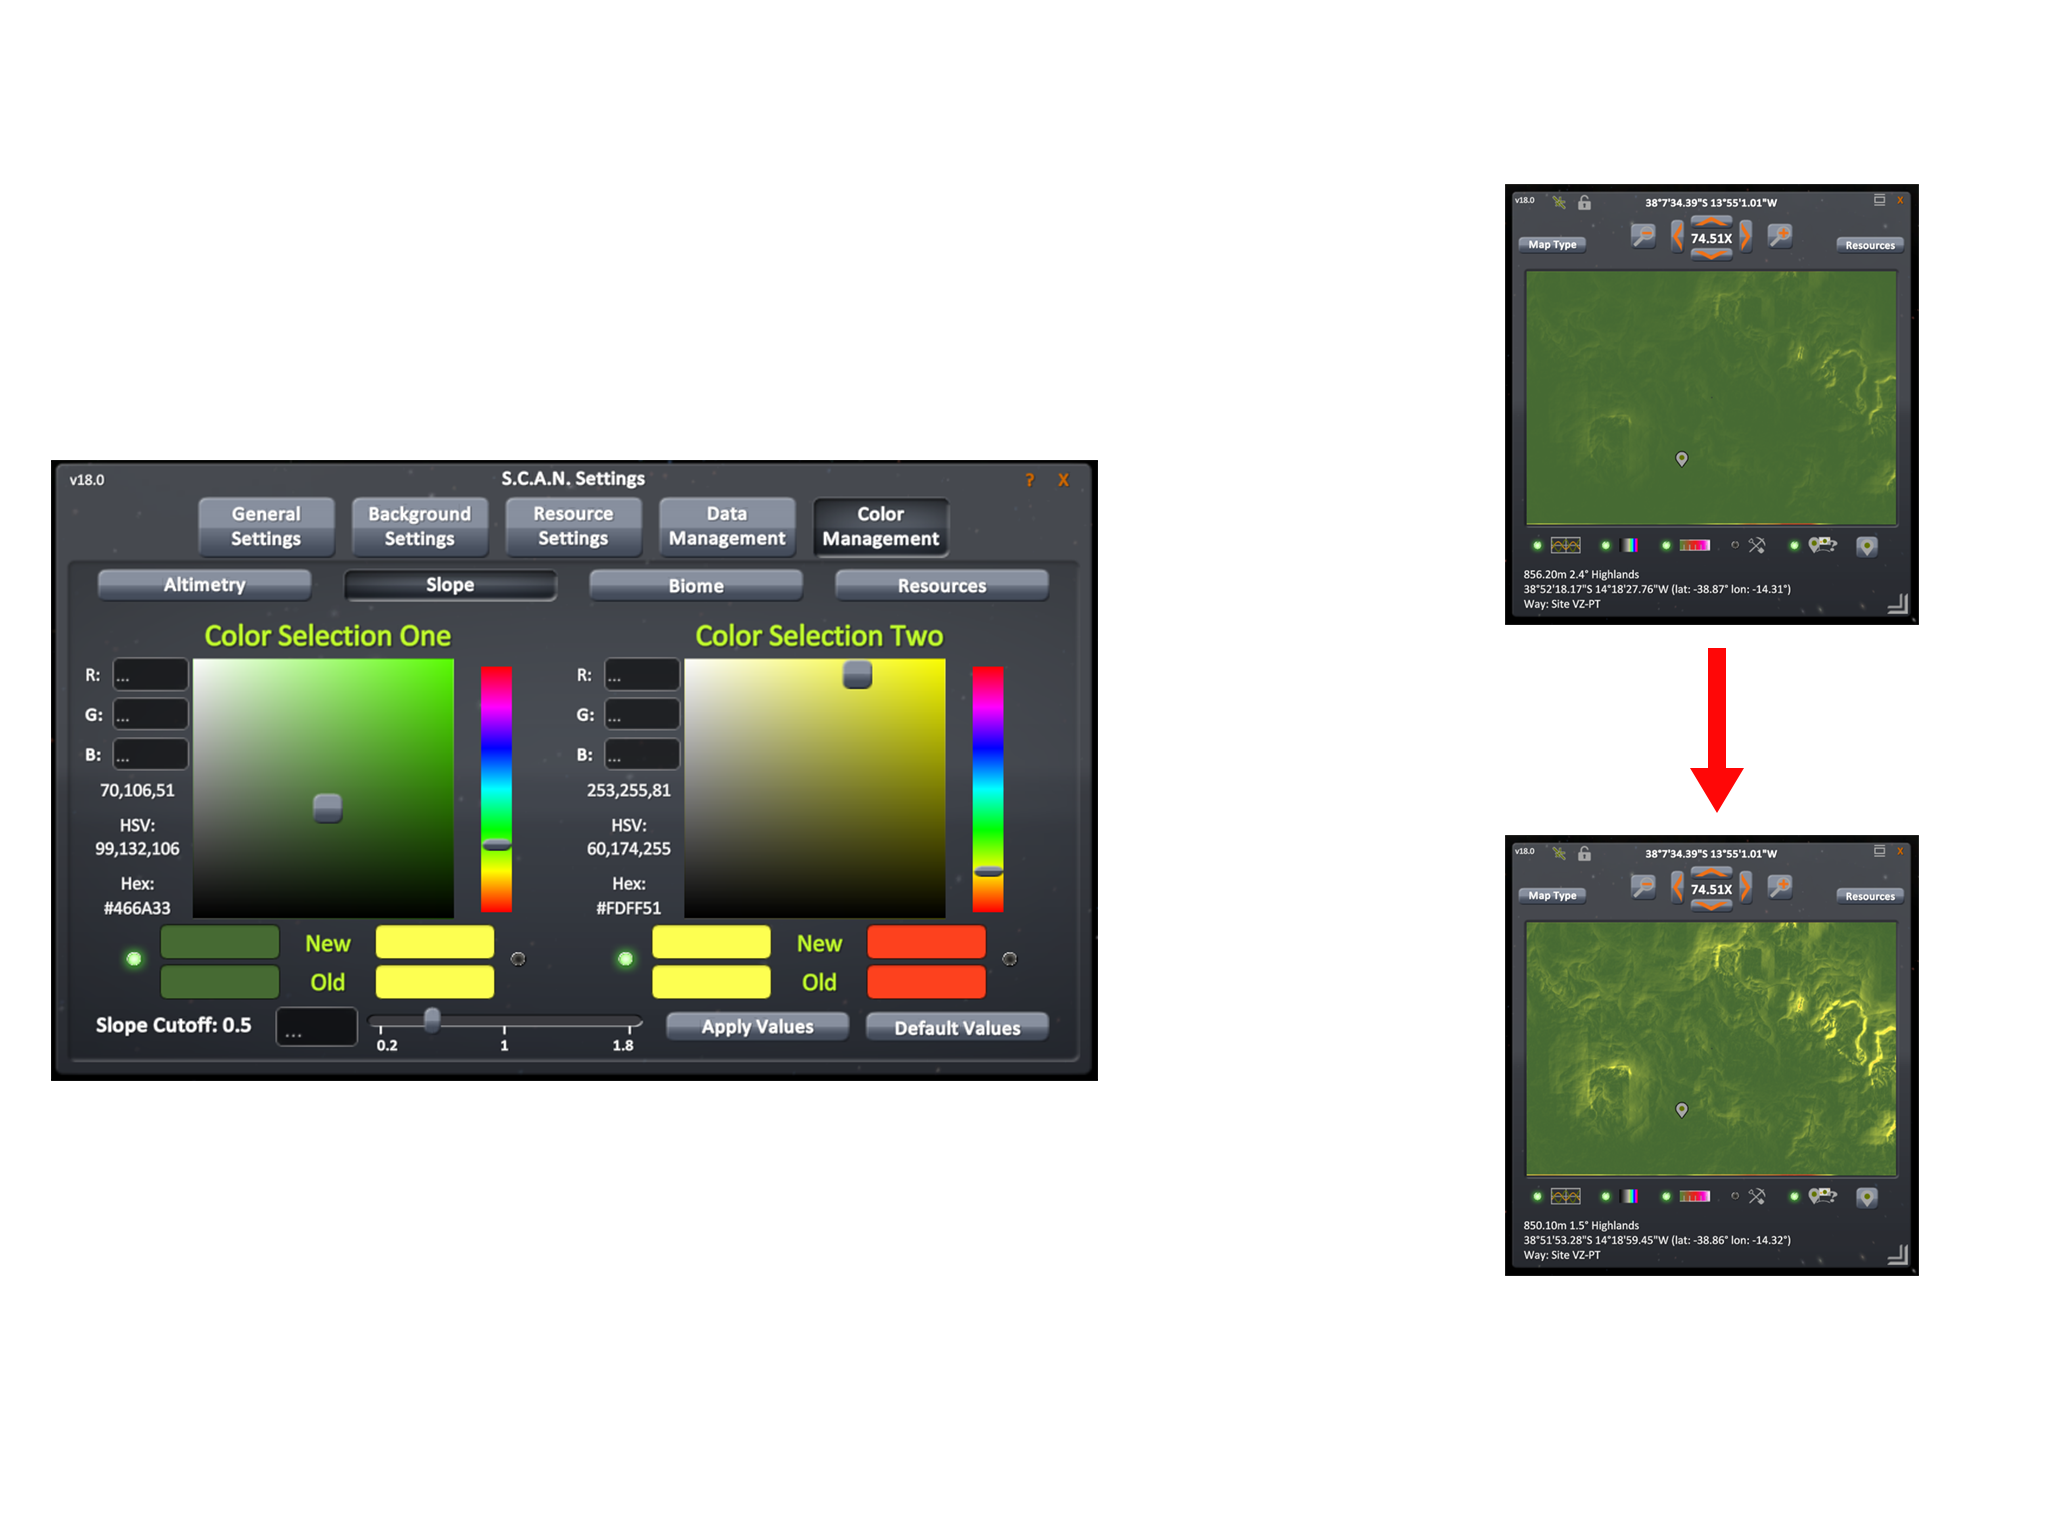 v18.0
S.C.A.N. Settings
? X
General Settings
Background Settings
Resource Settings
Data Management
Color Management
Altimetry
Slope
Biome
Resources
Color Selection One
R: ...
G: ...
B: ...
70,106,51
HSV:
99,132,106
Hex:
#466A33
New
Old
Color Selection Two
R: ...
G: ...
B: ...
253,255,81
HSV:
60,174,255
Hex:
#FDFF51
New
Old
Slope Cutoff: 0.5
...
0.2 1 1.8
Apply Values
Default Values
v18.0
38°7'34.39"S 13°55'1.01"W
X
74.51X
Map Type
Resources
856.20m 2.4° Highlands
38°52'18.17"S 14°18'27.76"W (lat: -38.87° lon: -14.31°)
Way: Site VZ-PT
v18.0
38°7'34.39"S 13°55'1.01"W
X
74.51X
Map Type
Resources
850.10m 1.5° Highlands
38°51'53.28"S 14°18'59.45"W (lat: -38.86° lon: -14.32°)
Way: Site VZ-PT